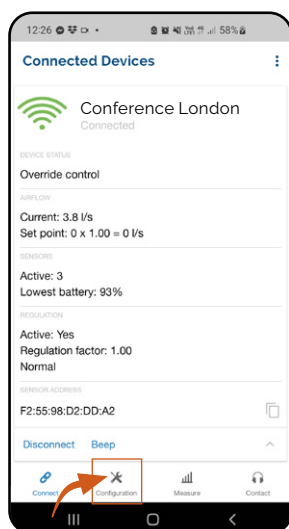 12:26
58%
Connected Devices
Conference London
Connected
DEVICE STATUS
Override control
AIRFLOW
Current: 3.8 l/s
Set point: 0 x 1.00 = 0 l/s
SENSORS
Active: 3
Lowest battery: 93%
REGULATION
Active: Yes
Regulation factor: 1.00
Normal
SENSOR ADDRESS
F2:55:98:D2:DD:A2
Disconnect Beep
Connect Configuration Measure Contact